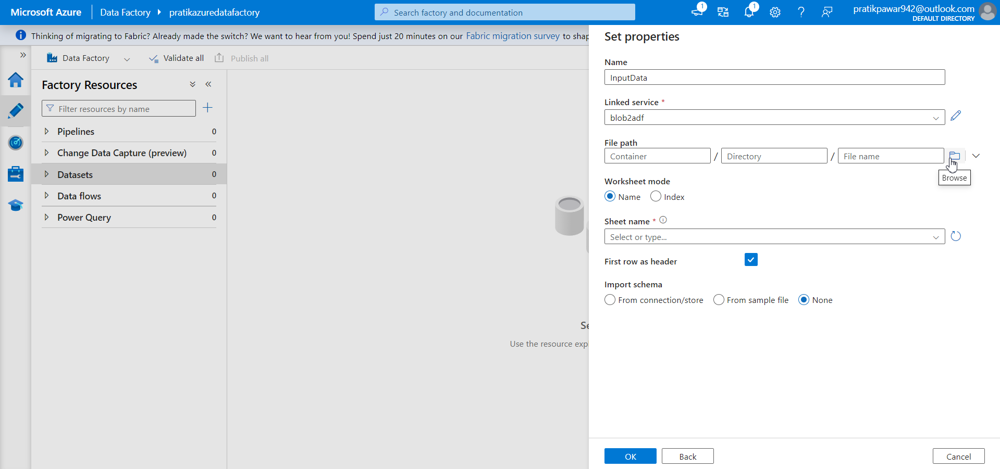 Microsoft Azure
Data Factory
pratikazuredatafactory
Search factory and documentation
1
1
pratikpawar942@outlook.com
DEFAULT DIRECTORY
Thinking of migrating to Fabric? Already made the switch? We want to hear from you! Spend just 20 minutes on our Fabric migration survey to shap
Data Factory
Validate all
Publish all
Factory Resources
Filter resources by name
Pipelines 0
Change Data Capture (preview) 0
Datasets 0
Data flows 0
Power Query 0
Se
Use the resource exp
Set properties
Name
InputData
Linked service *
blob2adf
File path
Container / Directory / File name
Browse
Worksheet mode
Name Index
Sheet name *
Select or type...
First row as header
Import schema
From connection/store From sample file None
OK Back Cancel